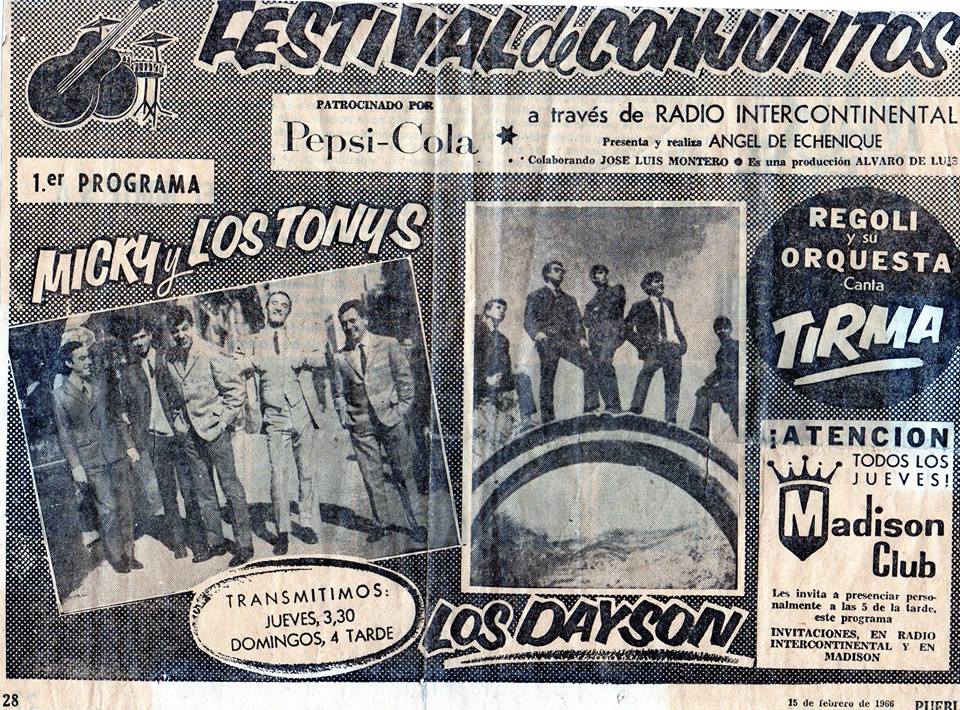 FESTIVAL de CONJUNTOS
PATROCINADO POR
Pepsi-Cola
a través de RADIO INTERCONTINENTAL
Presenta y realiza ANGEL DE ECHENIQUE
Colaborando JOSE LUIS MONTERO ● Es una producción ALVARO DE LUIS
1.er PROGRAMA
MICKY y LOS TONYS
REGOLI
y su
ORQUESTA
Canta
TIRMA
¡ATENCION
TODOS LOS
JUEVES!
Madison
Club
Les invita a presenciar perso-
nalmente a las 5 de la tarde,
este programa
INVITACIONES, EN RADIO
INTERCONTINENTAL Y EN
MADISON
TRANSMITIMOS:
JUEVES, 3,30
DOMINGOS, 4 TARDE
LOS DAYSON
28
15 de febrero de 1966